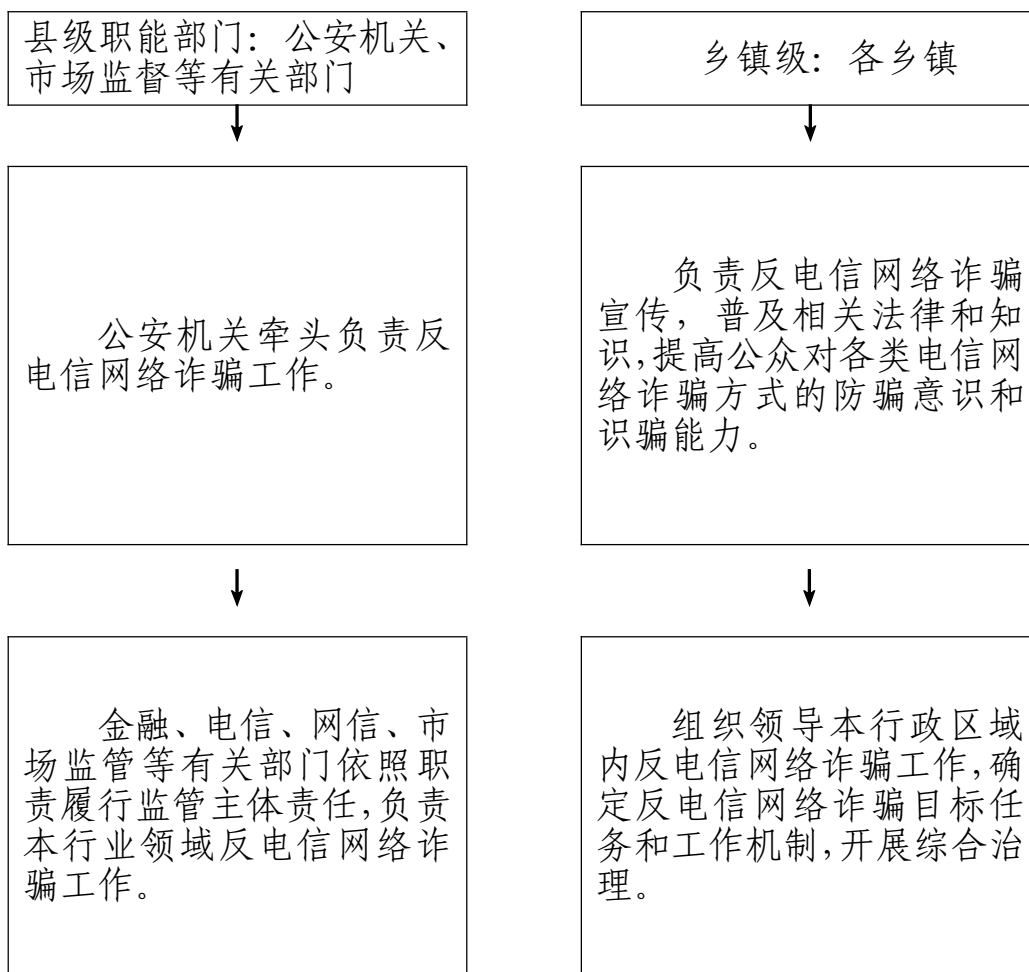 县级职能部门：公安机关、
市场监督等有关部门
乡镇级：各乡镇
公安机关牵头负责反
电信网络诈骗工作。
负责反电信网络诈骗
宣传，普及相关法律和知
识，提高公众对各类电信网
络诈骗方式的防骗意识和
识骗能力。
金融、电信、网信、市
场监管等有关部门依照职
责履行监管主体责任，负责
本行业领域反电信网络诈
骗工作。
组织领导本行政区域
内反电信网络诈骗工作，确
定反电信网络诈骗目标任
务和工作机制，开展综合治
理。